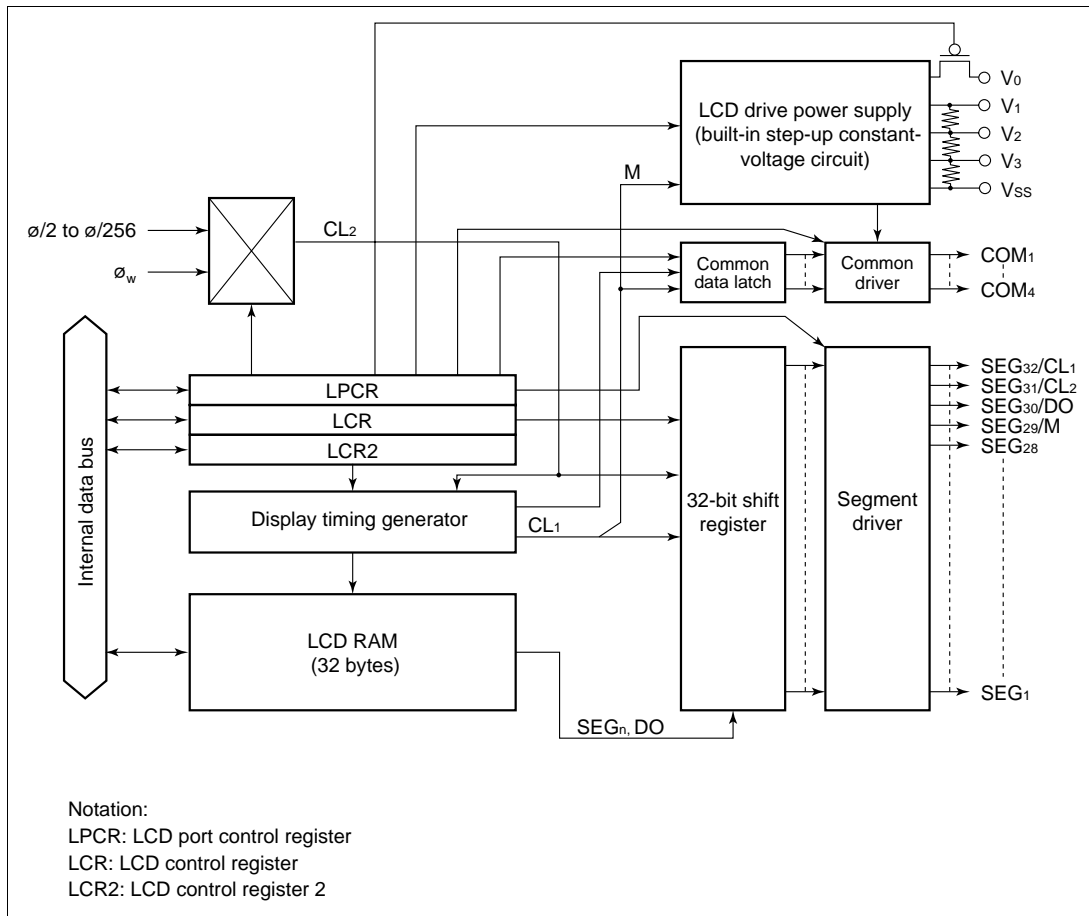 V0
V1
V2
V3
VSS
LCD drive power supply
(built-in step-up constant-
voltage circuit)
M
ø/2 to ø/256
øw
CL2
Common
data latch
Common
driver
COM1
COM4
Internal data bus
LPCR
LCR
LCR2
Display timing generator
CL1
32-bit shift
register
Segment
driver
SEG32/CL1
SEG31/CL2
SEG30/DO
SEG29/M
SEG28
SEG1
LCD RAM
(32 bytes)
SEGn, DO
Notation:
LPCR: LCD port control register
LCR: LCD control register
LCR2: LCD control register 2